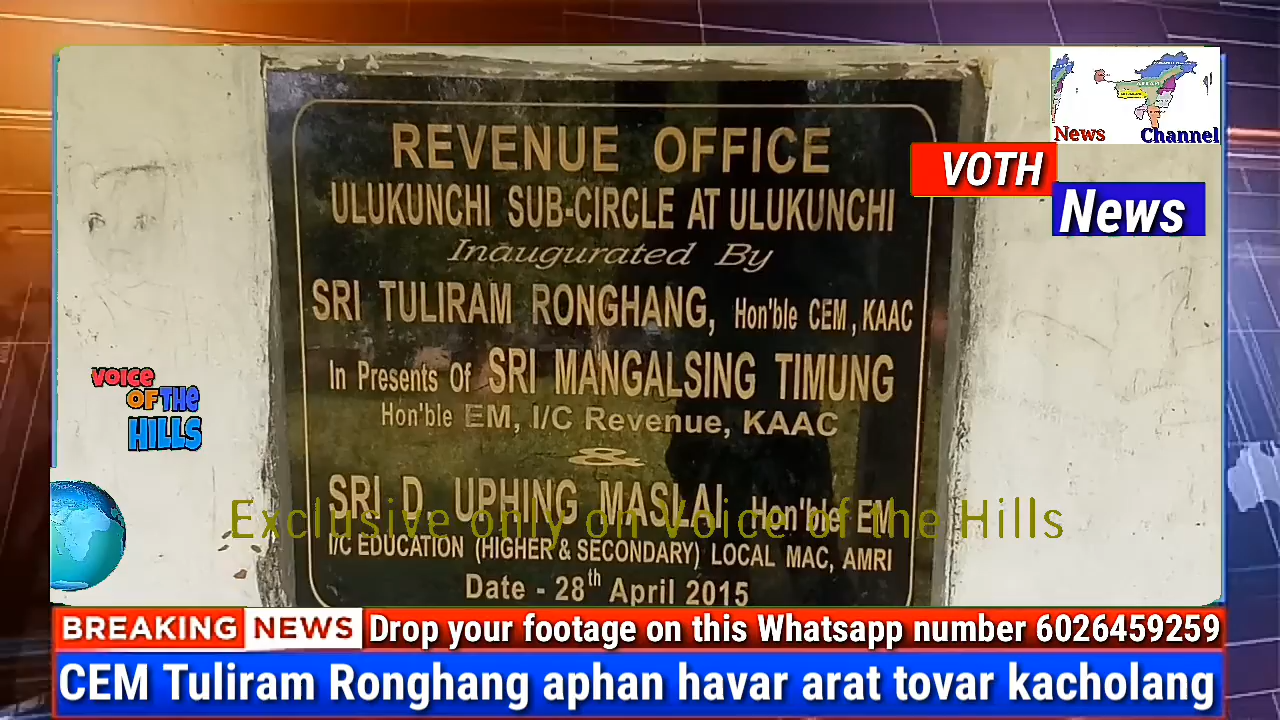 REVENUE OFFICE
ULUKUNCHI SUB-CIRCLE AT ULUKUNCHI
Inaugurated By
SRI TULIRAM RONGHANG, Hon'ble CEM, KAAC
In Presents Of SRI MANGALSING TIMUNG
Hon'ble EM, I/C Revenue, KAAC
&
SRI D. UPHING MASLAI Hon'ble EM
I/C EDUCATION (HIGHER & SECONDARY) LOCAL MAC, AMRI
Date - 28th April 2015
News Channel
VOTH
News
VOICE
OF THE
HILLS
Exclusive only on Voice of the Hills
BREAKING NEWS Drop your footage on this Whatsapp number 6026459259
CEM Tuliram Ronghang aphan havar arat tovar kacholang